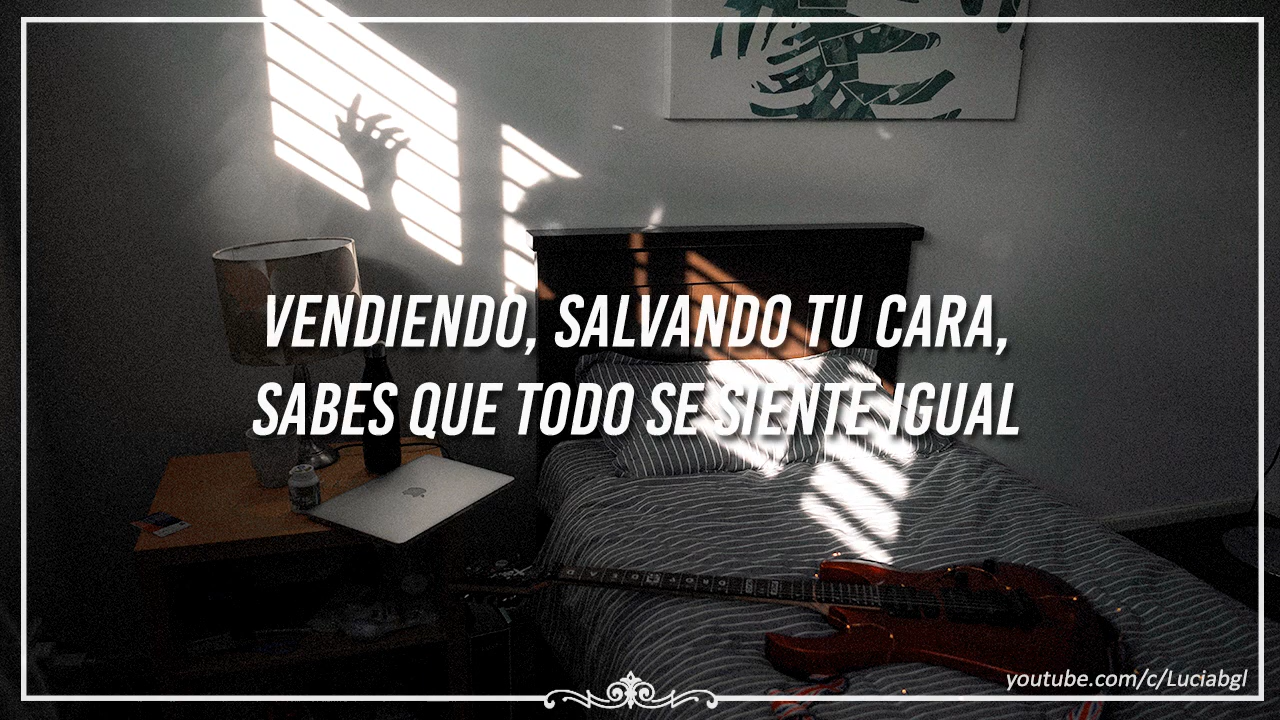 VENDIENDO, SALVANDO TU CARA,
SABES QUE TODO SE SIENTE IGUAL
youtube.com/c/Luciabgl